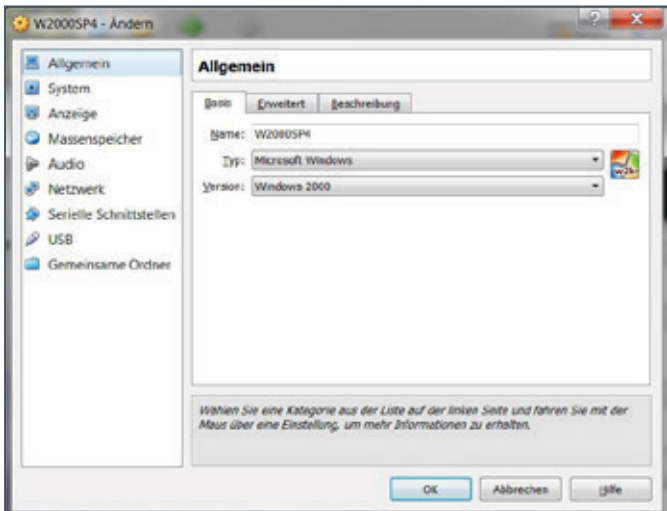 W2000SP4 - Ändern
Allgemein
System
Anzeige
Massenspeicher
Audio
Netzwerk
Serielle Schnittstellen
USB
Gemeinsame Ordner
Allgemein
Basis Erweitert Beschreibung
Name: W2000SP4
Typ: Microsoft Windows
Version: Windows 2000
w2k
Wählen Sie eine Kategorie aus der Liste auf der linken Seite und fahren Sie mit der
Maus über eine Einstellung, um mehr Informationen zu erhalten.
OK Abbrechen Hilfe